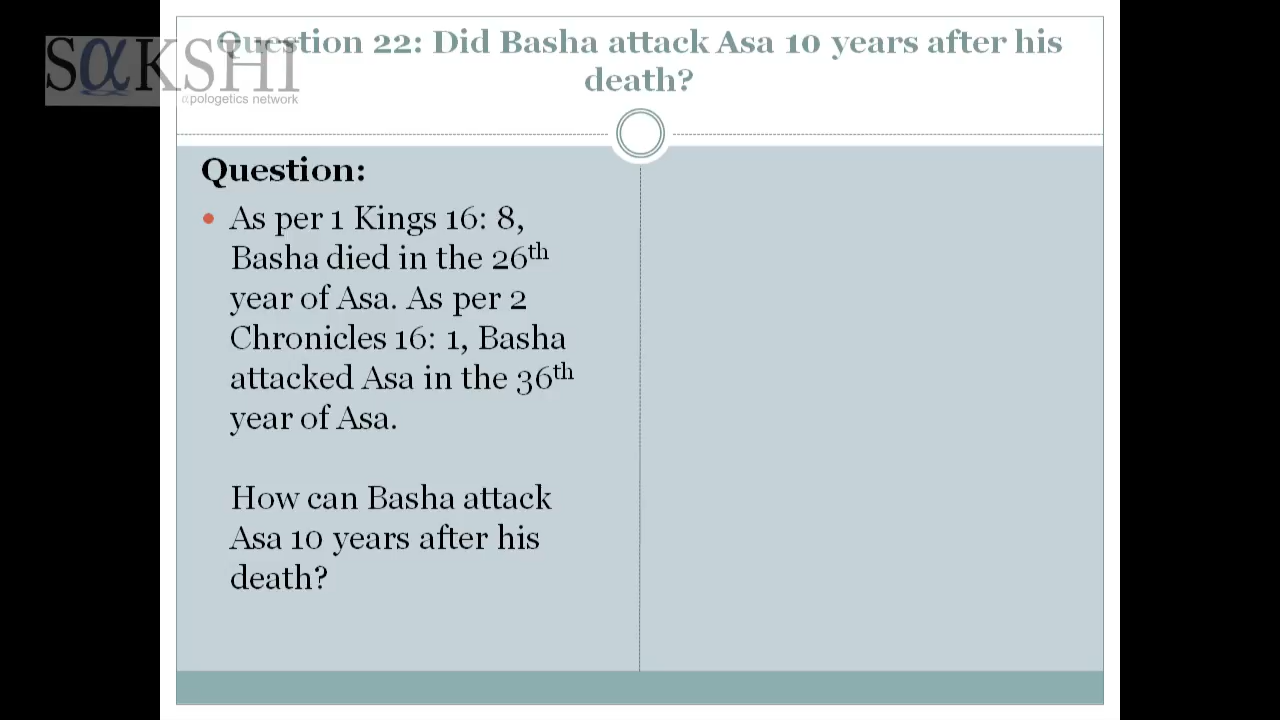 Question 22: Did Basha attack Asa 10 years after his
death?
SαKSHI
αpologetics network
Question:
As per 1 Kings 16: 8,
Basha died in the 26th
year of Asa. As per 2
Chronicles 16: 1, Basha
attacked Asa in the 36th
year of Asa.
How can Basha attack
Asa 10 years after his
death?